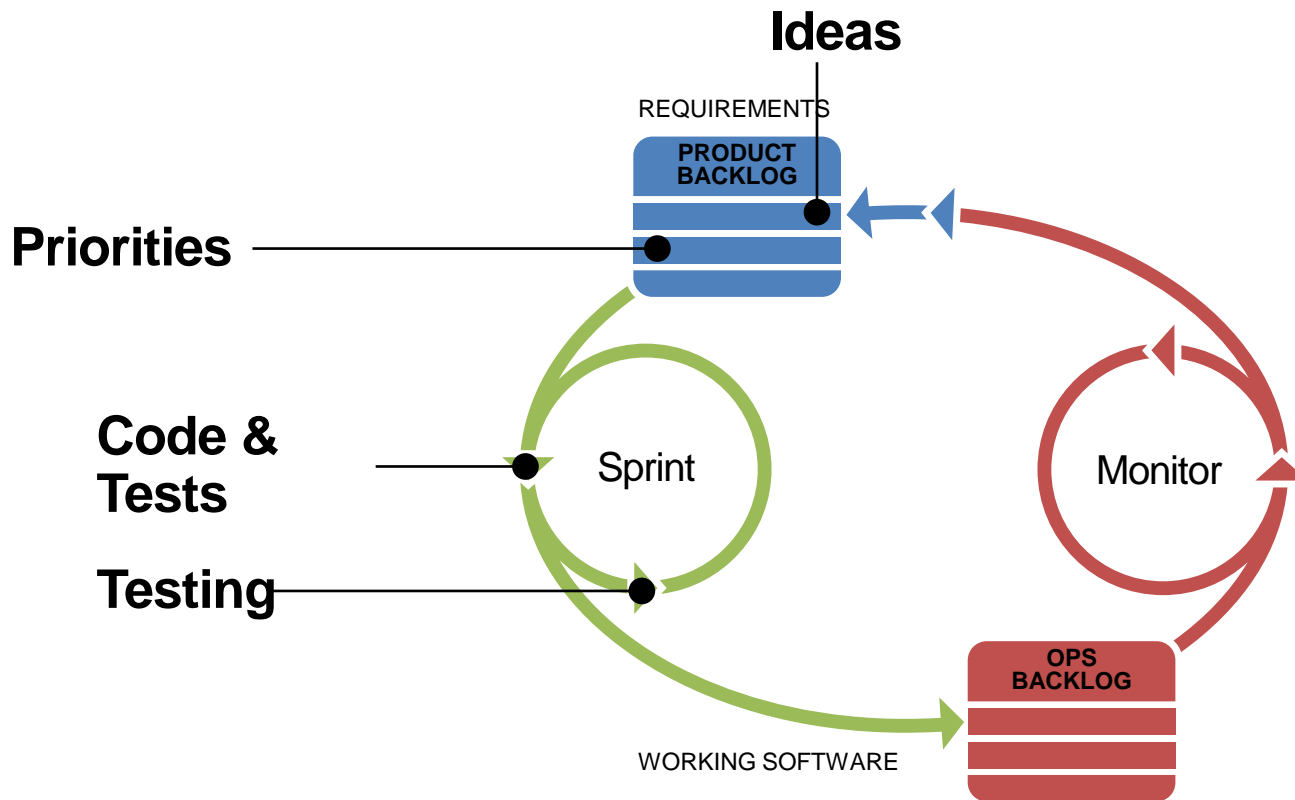 Ideas
REQUIREMENTS
PRODUCT
BACKLOG
Priorities
Code &
Tests
Sprint
Monitor
Testing
OPS
BACKLOG
WORKING SOFTWARE